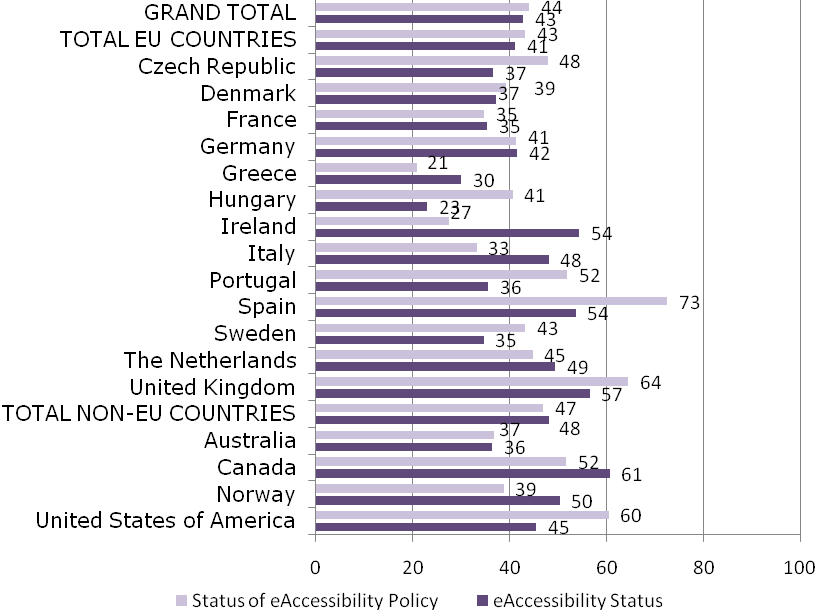 GRAND TOTAL 44 43
TOTAL EU COUNTRIES 43 41
Czech Republic 48 37
Denmark 39 37
France 35 35
Germany 41 42
Greece 21 30
Hungary 41 23
Ireland 27 54
Italy 33 48
Portugal 52 36
Spain 73 54
Sweden 43 35
The Netherlands 45 49
United Kingdom 64 57
TOTAL NON-EU COUNTRIES 47 48
Australia 37 36
Canada 52 61
Norway 39 50
United States of America 60 45
0 20 40 60 80 100
Status of eAccessibility Policy eAccessibility Status